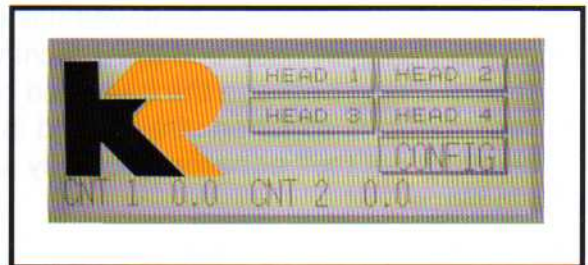 KR
HEAD 1 HEAD 2
HEAD 3 HEAD 4
CONFIG
CNT 1 0.0 CNT 2 0.0